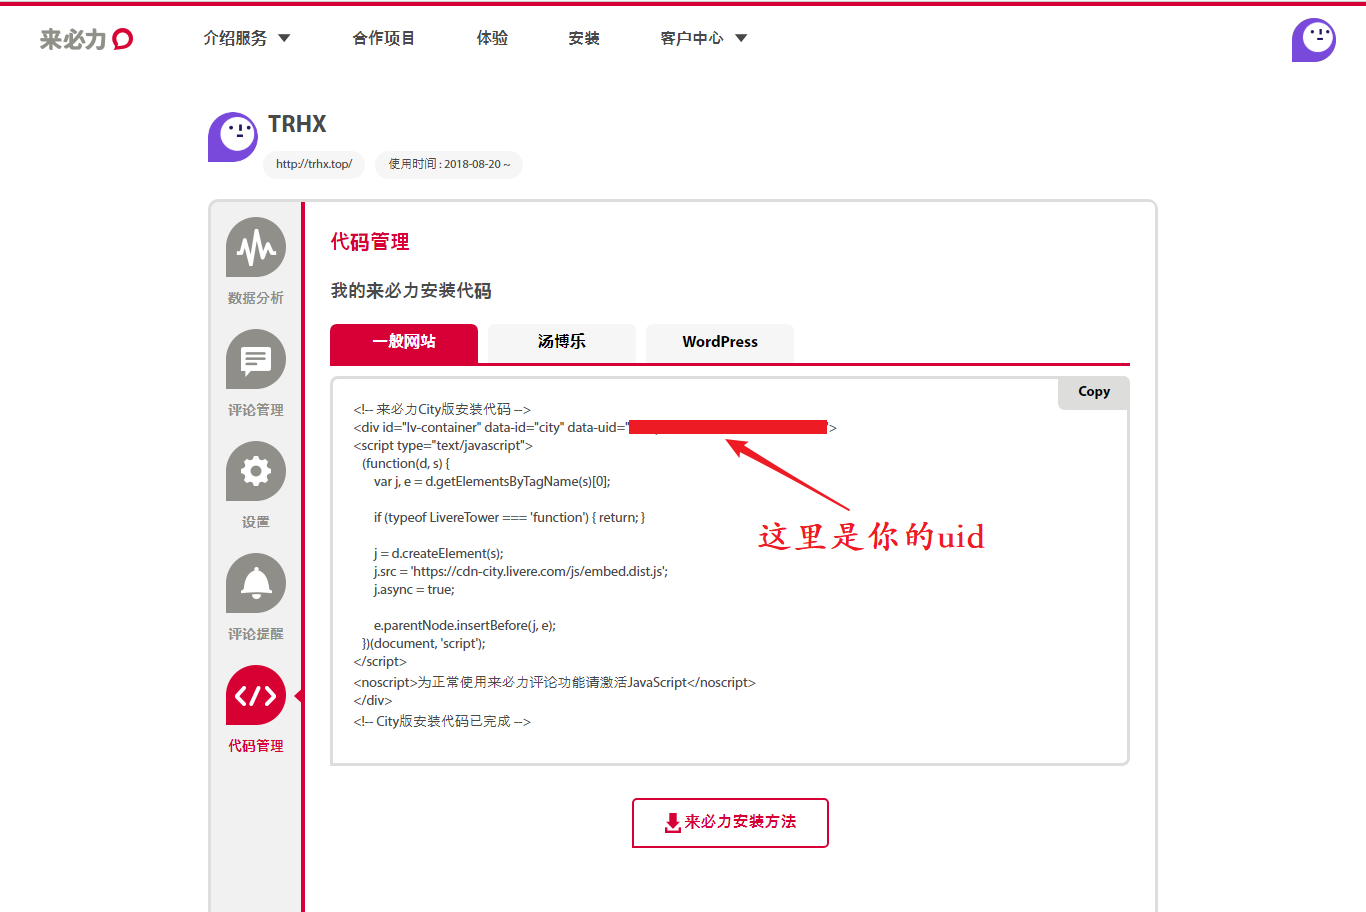 来必力
介绍服务
合作项目
体验
安装
客户中心
TRHX
http://trhx.top/
使用时间 : 2018-08-20 ~
数据分析
评论管理
设置
评论提醒
代码管理
代码管理
我的来必力安装代码
一般网站
汤博乐
WordPress
Copy
<!-- 来必力City版安装代码 -->
<div id="lv-container" data-id="city" data-uid=" ">
<script type="text/javascript">
(function(d, s) {
var j, e = d.getElementsByTagName(s)[0];
if (typeof LivereTower === 'function') { return; }
j = d.createElement(s);
j.src = 'https://cdn-city.livere.com/js/embed.dist.js';
j.async = true;
e.parentNode.insertBefore(j, e);
})(document, 'script');
</script>
<noscript>为正常使用来必力评论功能请激活JavaScript</noscript>
</div>
<!-- City版安装代码已完成 -->
这里是你的uid
来必力安装方法